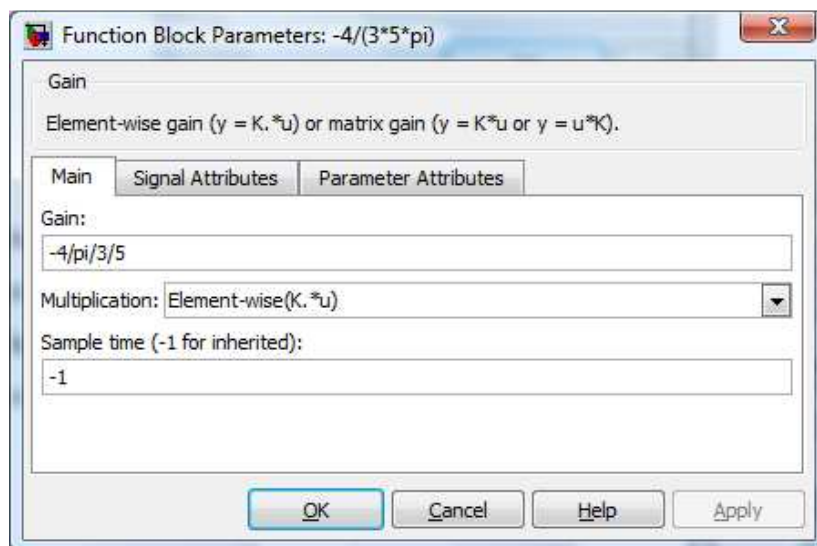 Function Block Parameters: -4/(3*5*pi)
Gain
Element-wise gain (y = K.*u) or matrix gain (y = K*u or y = u*K).
Main Signal Attributes Parameter Attributes
Gain:
-4/pi/3/5
Multiplication: Element-wise(K.*u)
Sample time (-1 for inherited):
-1
OK Cancel Help Apply